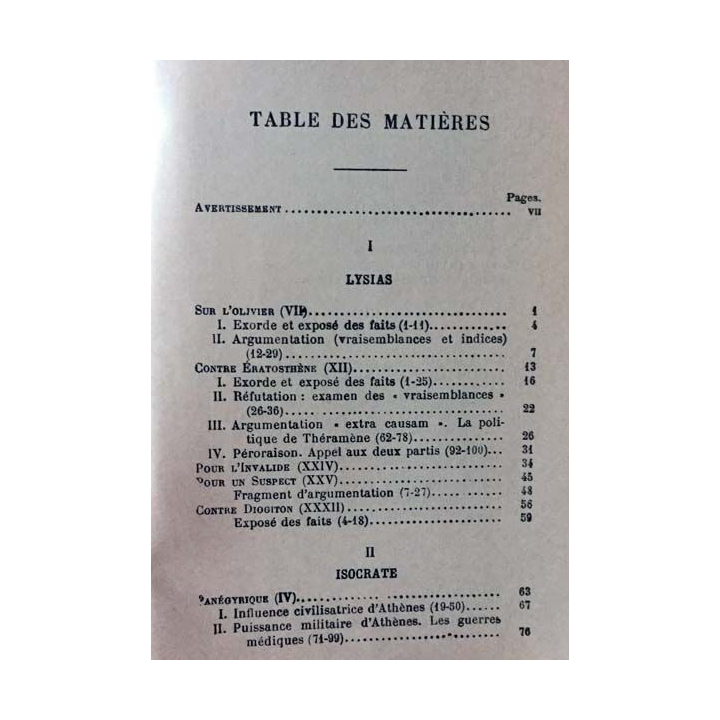 TABLE DES MATIÈRES
Pages.
AVERTISSEMENT ........................................ VII
I
LYSIAS
SUR L'OLIVIER (VII)........................................ 1
I. Exorde et exposé des faits (1-11)............. 4
II. Argumentation (vraisemblances et indices)
(12-29)........................................ 7
CONTRE ÉRATOSTHÈNE (XII)........................ 13
I. Exorde et exposé des faits (1-25)............. 16
II. Réfutation : examen des « vraisemblances »
(26-36)........................................ 22
III. Argumentation « extra causam ». La poli-
tique de Théramène (62-78)................ 26
IV. Péroraison. Appel aux deux partis (92-100)... 31
POUR L'INVALIDE (XXIV)........................ 34
POUR UN SUSPECT (XXV)........................ 45
Fragment d'argumentation (7-27)................ 48
CONTRE DIOGITON (XXXII)........................ 56
Exposé des faits (4-18)........................ 59
II
ISOCRATE
PANÉGYRIQUE (IV)................................ 63
I. Influence civilisatrice d'Athènes (19-50)...... 67
II. Puissance militaire d'Athènes. Les guerres
médiques (71-99)........................ 76